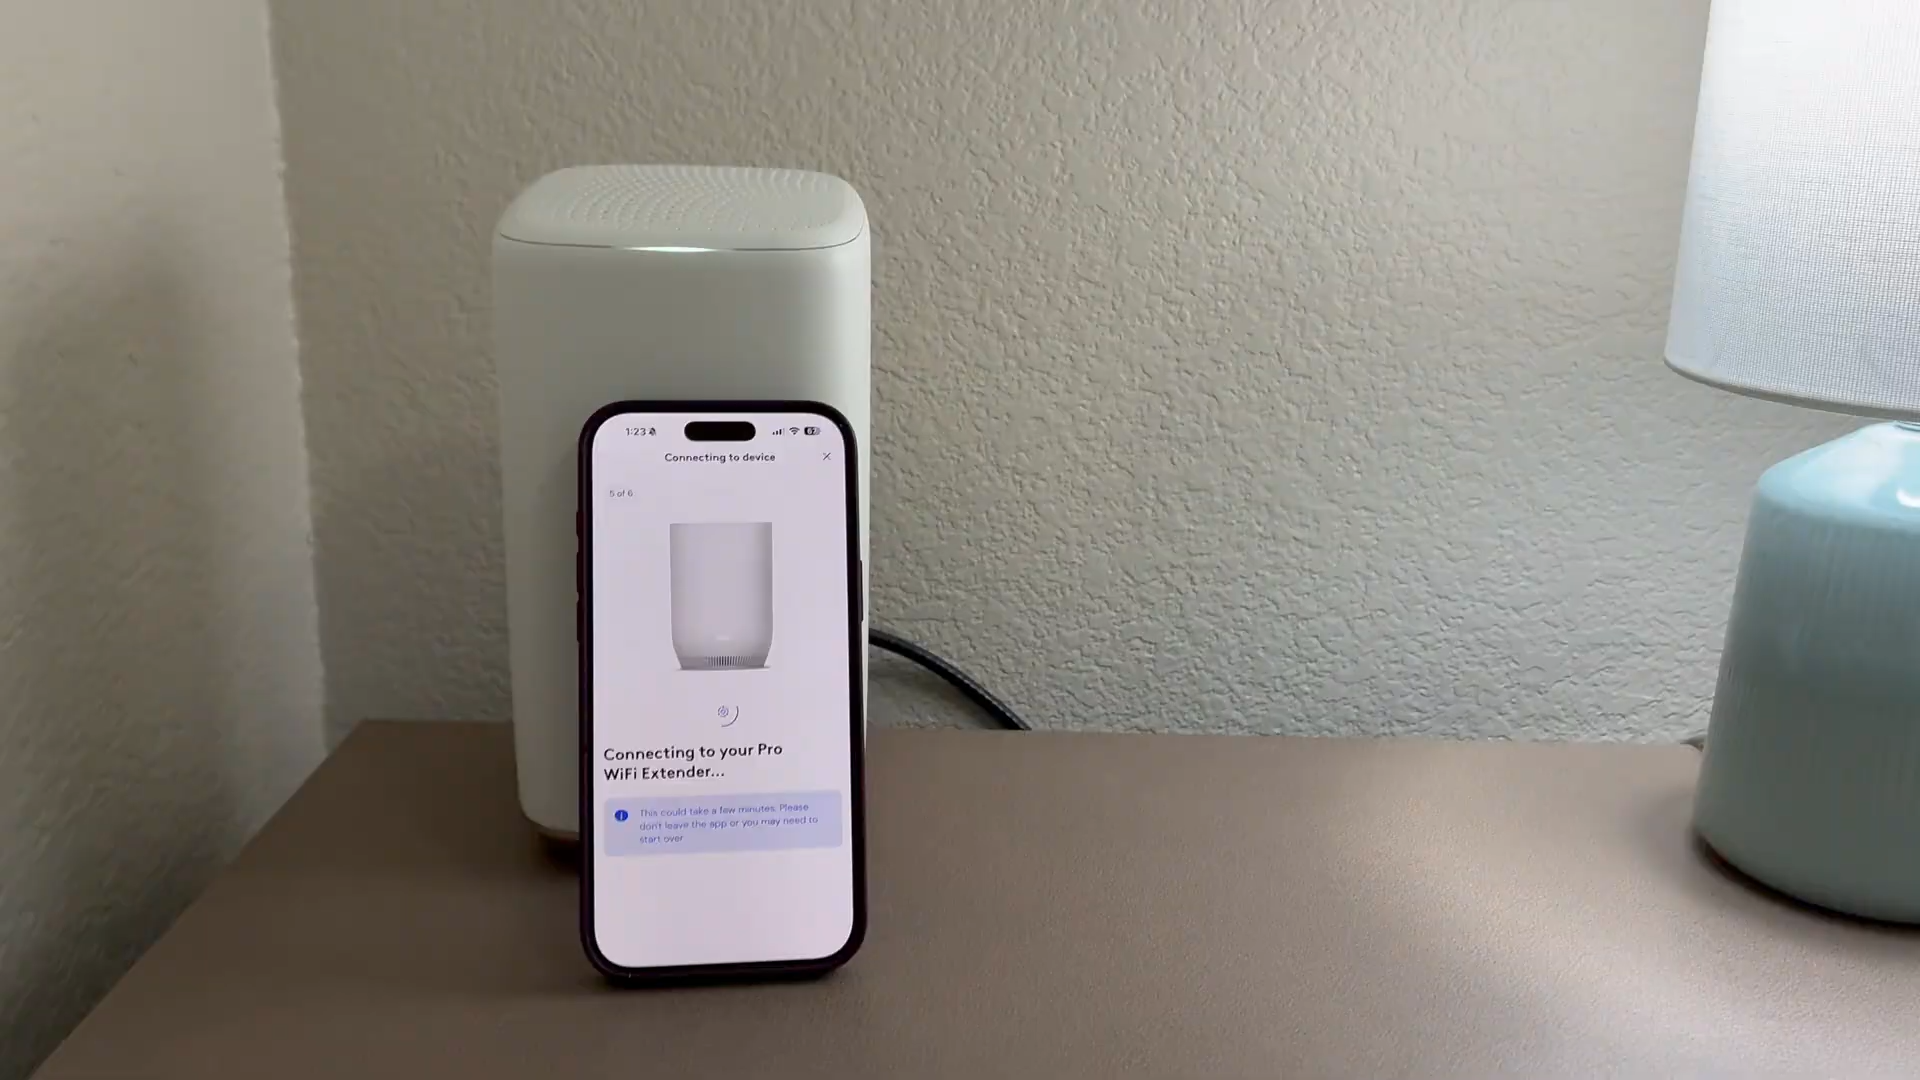 1:23
67
Connecting to device
5 of 6
Connecting to your Pro
WiFi Extender...
This could take a few minutes. Please
don't leave the app or you may need to
start over